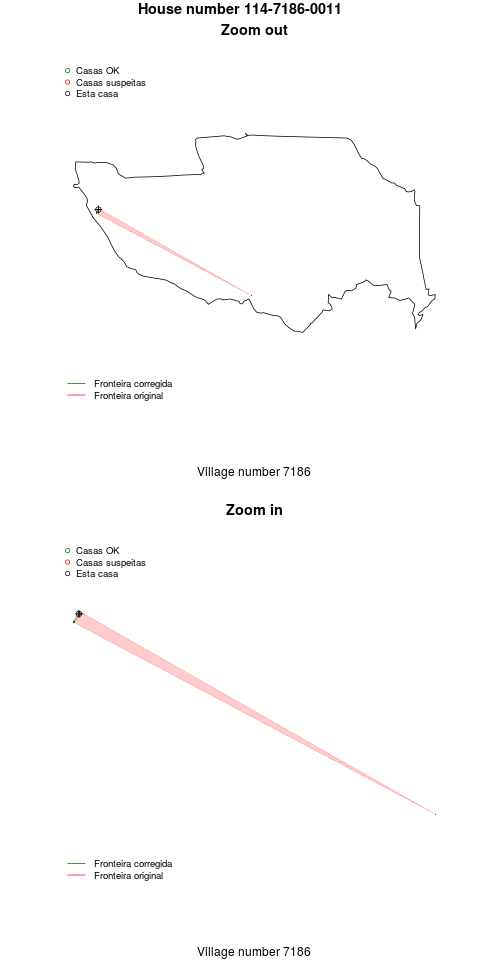 House number 114-7186-0011
Zoom out
Casas OK
Casas suspeitas
Esta casa
Fronteira corregida
Fronteira original
Village number 7186
Zoom in
Casas OK
Casas suspeitas
Esta casa
Fronteira corregida
Fronteira original
Village number 7186